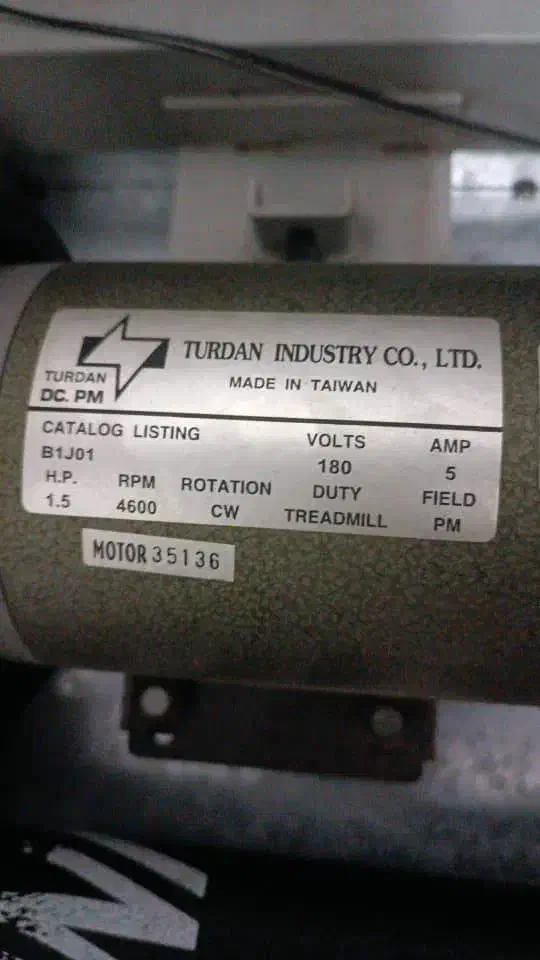 TURDAN INDUSTRY CO., LTD.
MADE IN TAIWAN
TURDAN
DC. PM
CATALOG LISTING VOLTS AMP
B1J01 180 5
H.P. RPM ROTATION DUTY FIELD
1.5 4600 CW TREADMILL PM
MOTOR 35136